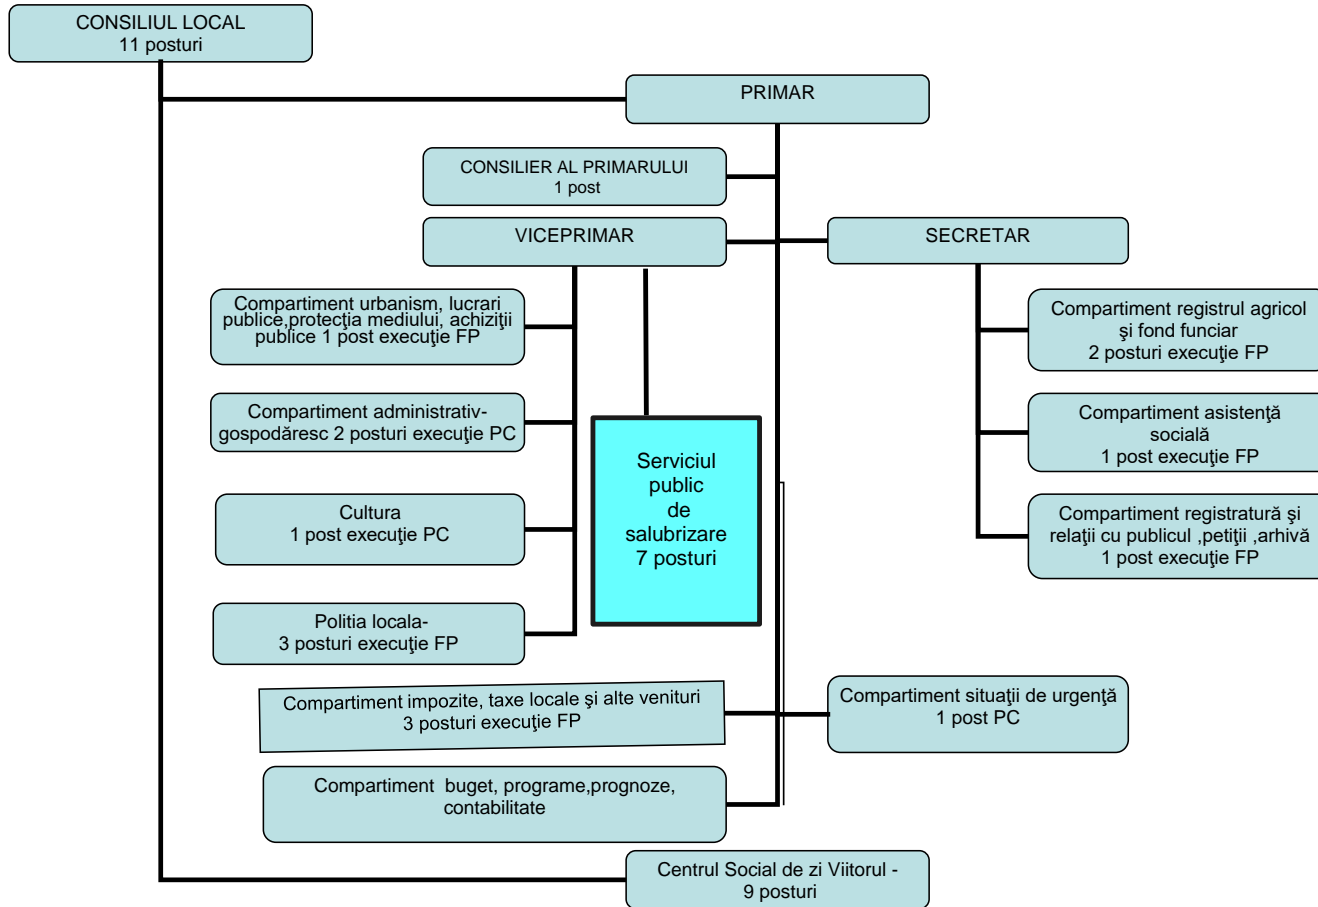 CONSILIUL LOCAL
11 posturi
PRIMAR
CONSILIER AL PRIMARULUI
1 post
VICEPRIMAR
SECRETAR
Compartiment urbanism, lucrari
publice,protecţia mediului, achiziţii
publice 1 post execuţie FP
Compartiment registrul agricol
şi fond funciar
2 posturi execuţie FP
Compartiment administrativ-
gospodăresc 2 posturi execuţie PC
Compartiment asistenţă
socială
1 post execuţie FP
Serviciul
public
de
salubrizare
7 posturi
Cultura
1 post execuţie PC
Compartiment registratură şi
relaţii cu publicul ,petiţii ,arhivă
1 post execuţie FP
Politia locala-
3 posturi execuţie FP
Compartiment impozite, taxe locale şi alte venituri
3 posturi execuţie FP
Compartiment situaţii de urgenţă
1 post PC
Compartiment  buget, programe,prognoze,
contabilitate
Centrul Social de zi Viitorul -
9 posturi